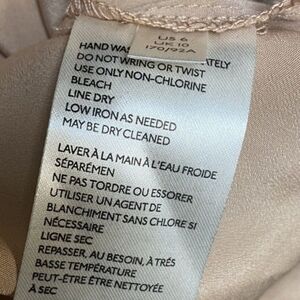 US 6
UK 10
170/92A
HAND WAS ATELY
DO NOT WRING OR TWIST
USE ONLY NON-CHLORINE
BLEACH
LINE DRY
LOW IRON AS NEEDED
MAY BE DRY CLEANED
LAVER À LA MAIN À L'EAU FROIDE
SÉPARÉMEN
NE PAS TORDRE OU ESSORER
UTILISER UN AGENT DE
BLANCHIMENT SANS CHLORE SI
NÉCESSAIRE
LIGNE SEC
REPASSER, AU BESOIN, À TRÈS
BASSE TEMPÉRATURE
PEUT-ÊTRE ÊTRE NETTOYÉ
À SEC